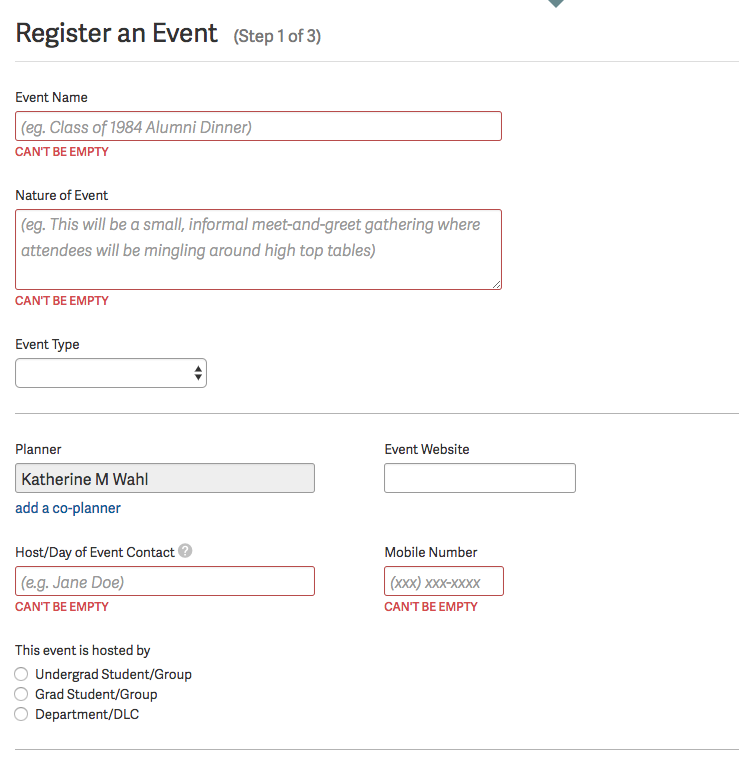 Register an Event (Step 1 of 3)
Event Name
(eg. Class of 1984 Alumni Dinner)
CAN'T BE EMPTY
Nature of Event
(eg. This will be a small, informal meet-and-greet gathering where
attendees will be mingling around high top tables)
CAN'T BE EMPTY
Event Type
Planner
Event Website
Katherine M Wahl
add a co-planner
Host/Day of Event Contact ?
Mobile Number
(e.g. Jane Doe)
(xxx) xxx-xxxx
CAN'T BE EMPTY
CAN'T BE EMPTY
This event is hosted by
Undergrad Student/Group
Grad Student/Group
Department/DLC